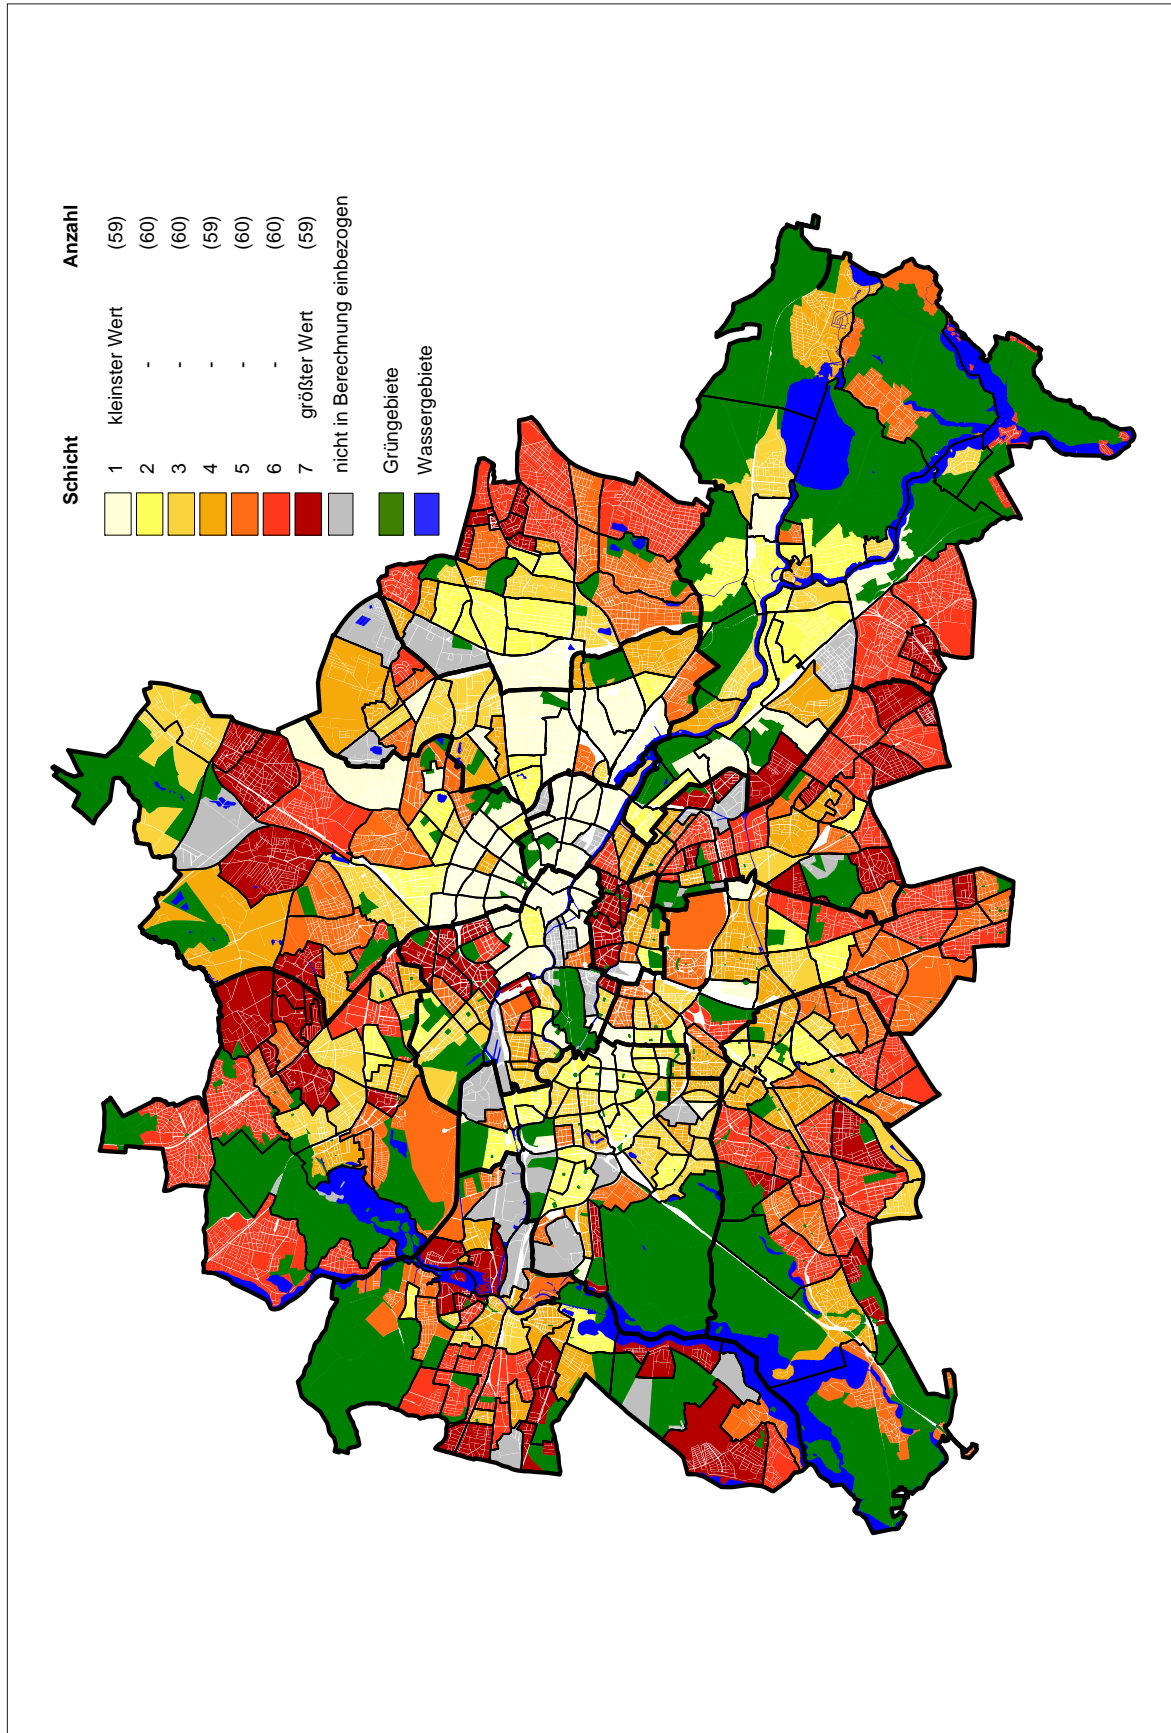 Schicht Anzahl
1 kleinster Wert (59)
2 - (60)
3 - (60)
4 - (59)
5 - (60)
6 - (60)
7 größter Wert (59)
nicht in Berechnung einbezogen
Grüngebiete
Wassergebiete